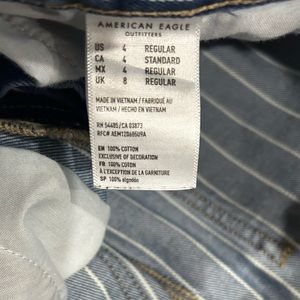 AMERICAN EAGLE
OUTFITTERS
US 4 REGULAR
CA 4 STANDARD
MX 4 REGULAR
UK 8 REGULAR
MADE IN VIETNAM / FABRIQUÉ AU
VIETNAM / HECHO EN VIETNAM
RN 54485/CA 03873
RFC# AEM120606U9A
EN 100% COTTON
EXCLUSIVE OF DECORATION
FR 100% COTON
À L'EXCEPTION DE LA GARNITURE
SP 100% algodón